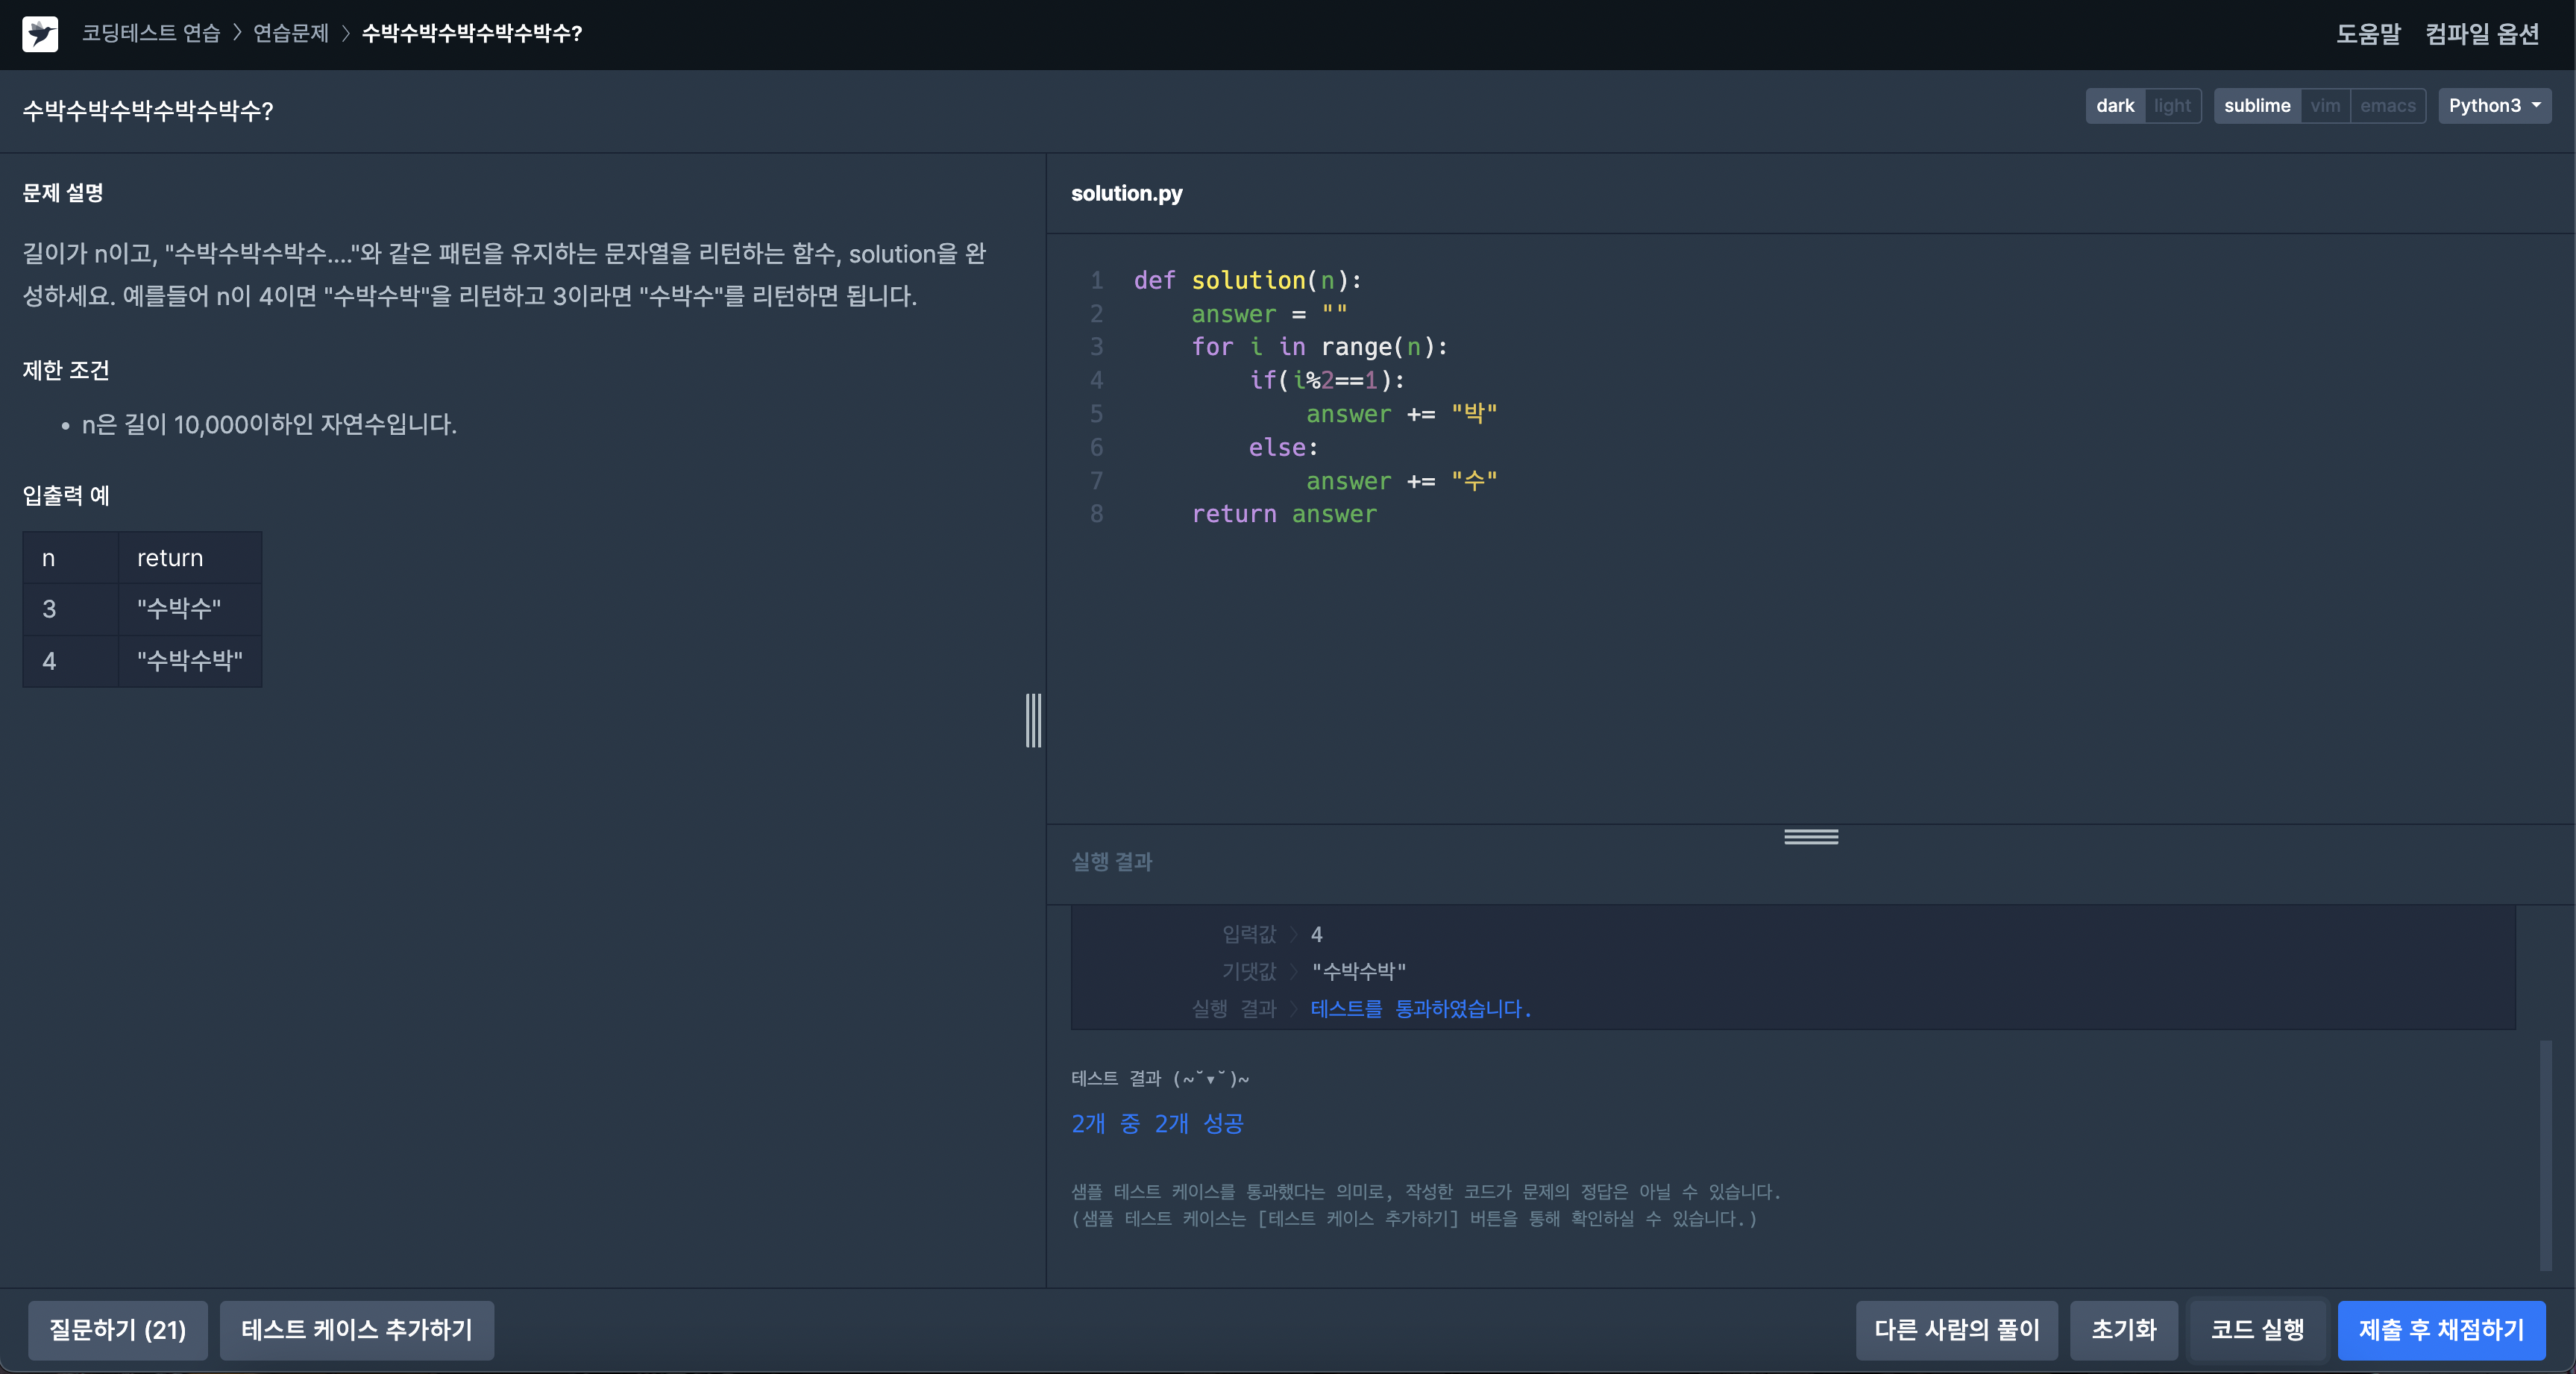 코딩테스트 연습 > 연습문제 > 수박수박수박수박수박수?
도움말 컴파일 옵션
수박수박수박수박수박수?
dark light sublime vim emacs Python3
문제 설명
길이가 n이고, "수박수박수박수...."와 같은 패턴을 유지하는 문자열을 리턴하는 함수, solution을 완
성하세요. 예를들어 n이 4이면 "수박수박"을 리턴하고 3이라면 "수박수"를 리턴하면 됩니다.
제한 조건
• n은 길이 10,000이하인 자연수입니다.
입출력 예
n return
3 "수박수"
4 "수박수박"
solution.py
1 def solution(n):
2     answer = ""
3     for i in range(n):
4         if(i%2==1):
5             answer += "박"
6         else:
7             answer += "수"
8     return answer
실행 결과
입력값 > 4
기댓값 > "수박수박"
실행 결과 > 테스트를 통과하였습니다.
테스트 결과 (~˘▾˘)~
2개 중 2개 성공
샘플 테스트 케이스를 통과했다는 의미로, 작성한 코드가 문제의 정답은 아닐 수 있습니다.
(샘플 테스트 케이스는 [테스트 케이스 추가하기] 버튼을 통해 확인하실 수 있습니다.)
질문하기 (21) 테스트 케이스 추가하기 다른 사람의 풀이 초기화 코드 실행 제출 후 채점하기